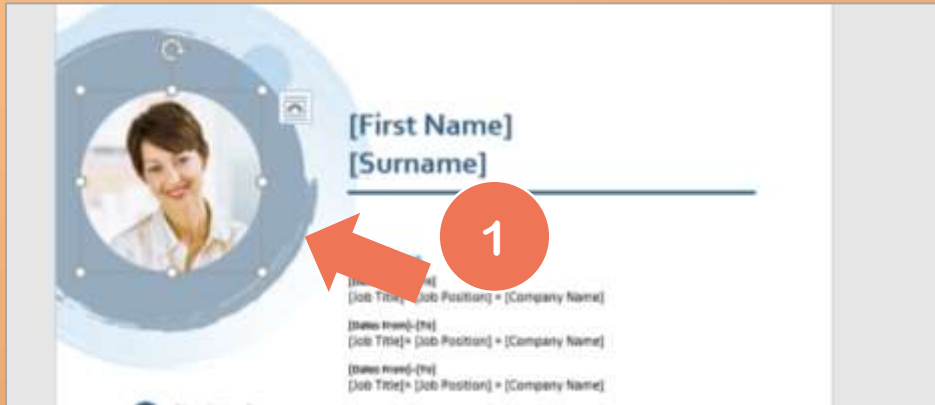 [First Name]
[Surname]
1
[Job Title]• [Job Position] • [Company Name]
[Dates From]-[To]
[Job Title]• [Job Position] • [Company Name]
[Dates From]-[To]
[Job Title]• [Job Position] • [Company Name]